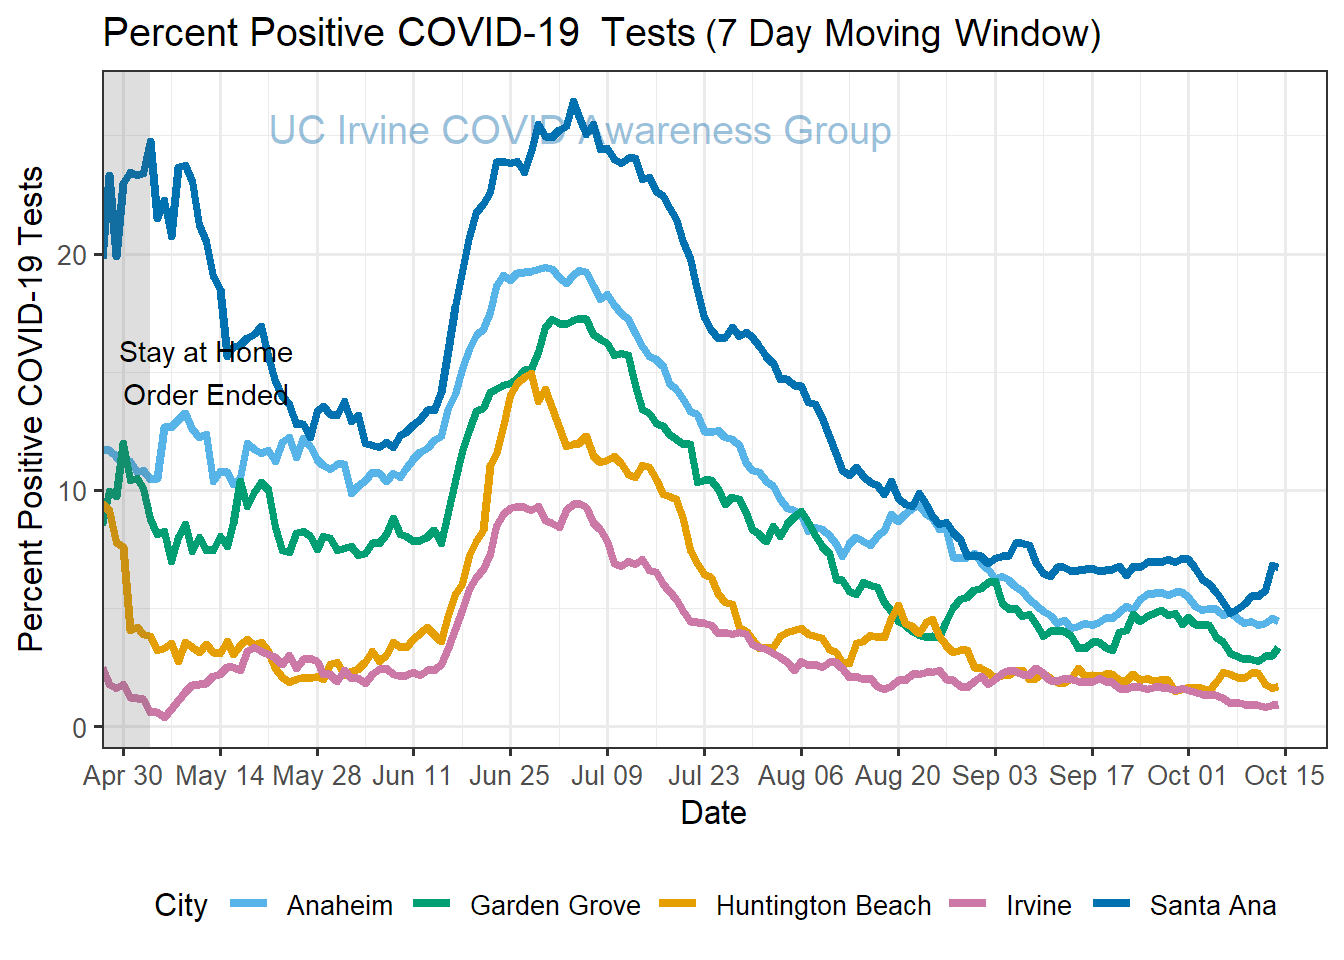 Percent Positive COVID-19  Tests (7 Day Moving Window)
UC Irvine COVID Awareness Group
Percent Positive COVID-19 Tests
20
10
0
Stay at Home
Order Ended
Apr 30 May 14 May 28 Jun 11 Jun 25 Jul 09 Jul 23 Aug 06 Aug 20 Sep 03 Sep 17 Oct 01 Oct 15
Date
City Anaheim Garden Grove Huntington Beach Irvine Santa Ana